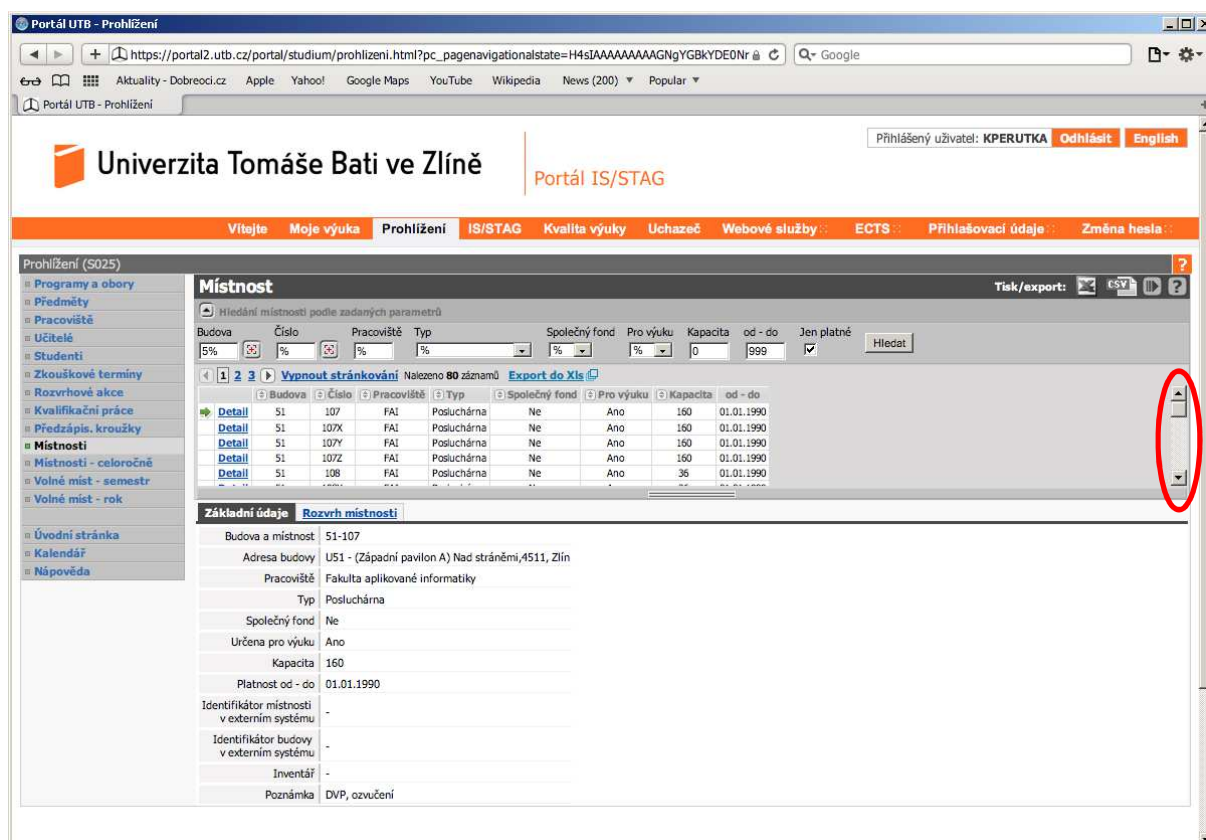 Portál UTB - Prohlížení
https://portal2.utb.cz/portal/studium/prohlizeni.html?pc_pagenavigationalstate=H4sIAAAAAAAAAGNgYGBkYDE0Nr Google
Aktuality - Dobreoci.cz Apple Yahoo! Google Maps YouTube Wikipedia News (200) Popular
Portál UTB - Prohlížení
Přihlášený uživatel: KPERUTKA Odhlásit English
Univerzita Tomáše Bati ve Zlíně
Portál IS/STAG
Vítejte Moje výuka Prohlížení IS/STAG Kvalita výuky Uchazeč Webové služby ECTS Přihlašovací údaje Změna hesla
Prohlížení (S025) ?
Programy a obory
Předměty
Pracoviště
Učitelé
Studenti
Zkouškové termíny
Rozvrhové akce
Kvalifikační práce
Předzápis. kroužky
Místnosti
Místnosti - celoročně
Volné míst - semestr
Volné míst - rok
Úvodní stránka
Kalendář
Nápověda
Místnost Tisk/export: CSV ?
Hledání místnosti podle zadaných parametrů
Budova Číslo Pracoviště Typ Společný fond Pro výuku Kapacita od - do Jen platné
5% % % % % % 0 999 Hledat
1 2 3 Vypnout stránkování Nalezeno 80 záznamů Export do Xls
Budova Číslo Pracoviště Typ Společný fond Pro výuku Kapacita od - do
Detail 51 107 FAI Posluchárna Ne Ano 160 01.01.1990
Detail 51 107X FAI Posluchárna Ne Ano 160 01.01.1990
Detail 51 107Y FAI Posluchárna Ne Ano 160 01.01.1990
Detail 51 107Z FAI Posluchárna Ne Ano 160 01.01.1990
Detail 51 108 FAI Posluchárna Ne Ano 36 01.01.1990
Základní údaje Rozvrh místnosti
Budova a místnost 51-107
Adresa budovy U51 - (Západní pavilon A) Nad stráněmi,4511, Zlín
Pracoviště Fakulta aplikované informatiky
Typ Posluchárna
Společný fond Ne
Určena pro výuku Ano
Kapacita 160
Platnost od - do 01.01.1990
Identifikátor místnosti
v externím systému -
Identifikátor budovy
v externím systému -
Inventář -
Poznámka DVP, ozvučení